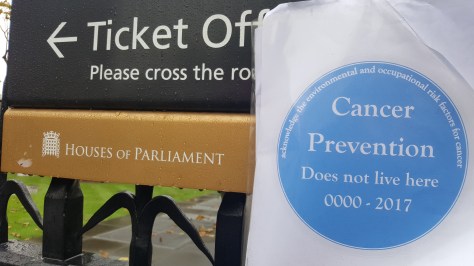 ← Ticket Off
Please cross the ro
HOUSES OF PARLIAMENT
acknowledge the environmental and occupational risk factors for cancer
Cancer
Prevention
Does not live here
0000 - 2017